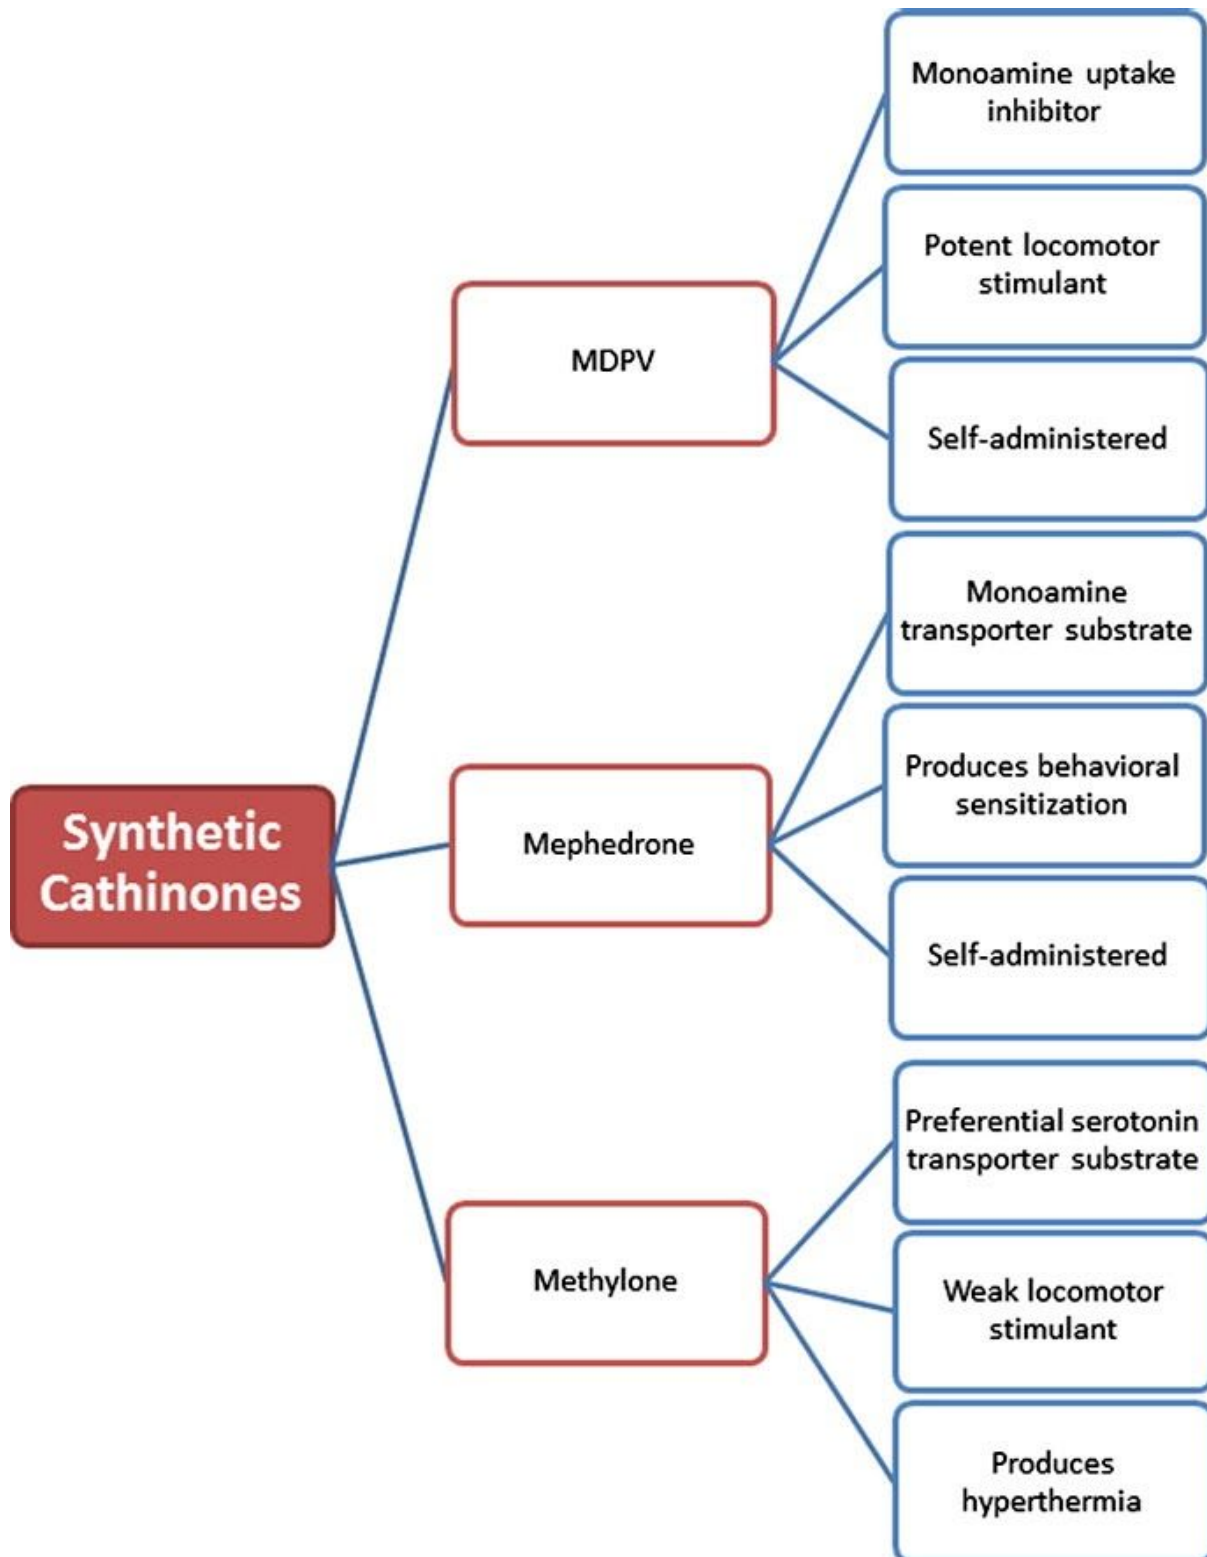 Monoamine uptake
inhibitor
Potent locomotor
stimulant
MDPV
Self-administered
Monoamine
transporter substrate
Synthetic
Cathinones
Mephedrone
Produces behavioral
sensitization
Self-administered
Preferential serotonin
transporter substrate
Methylone
Weak locomotor
stimulant
Produces
hyperthermia